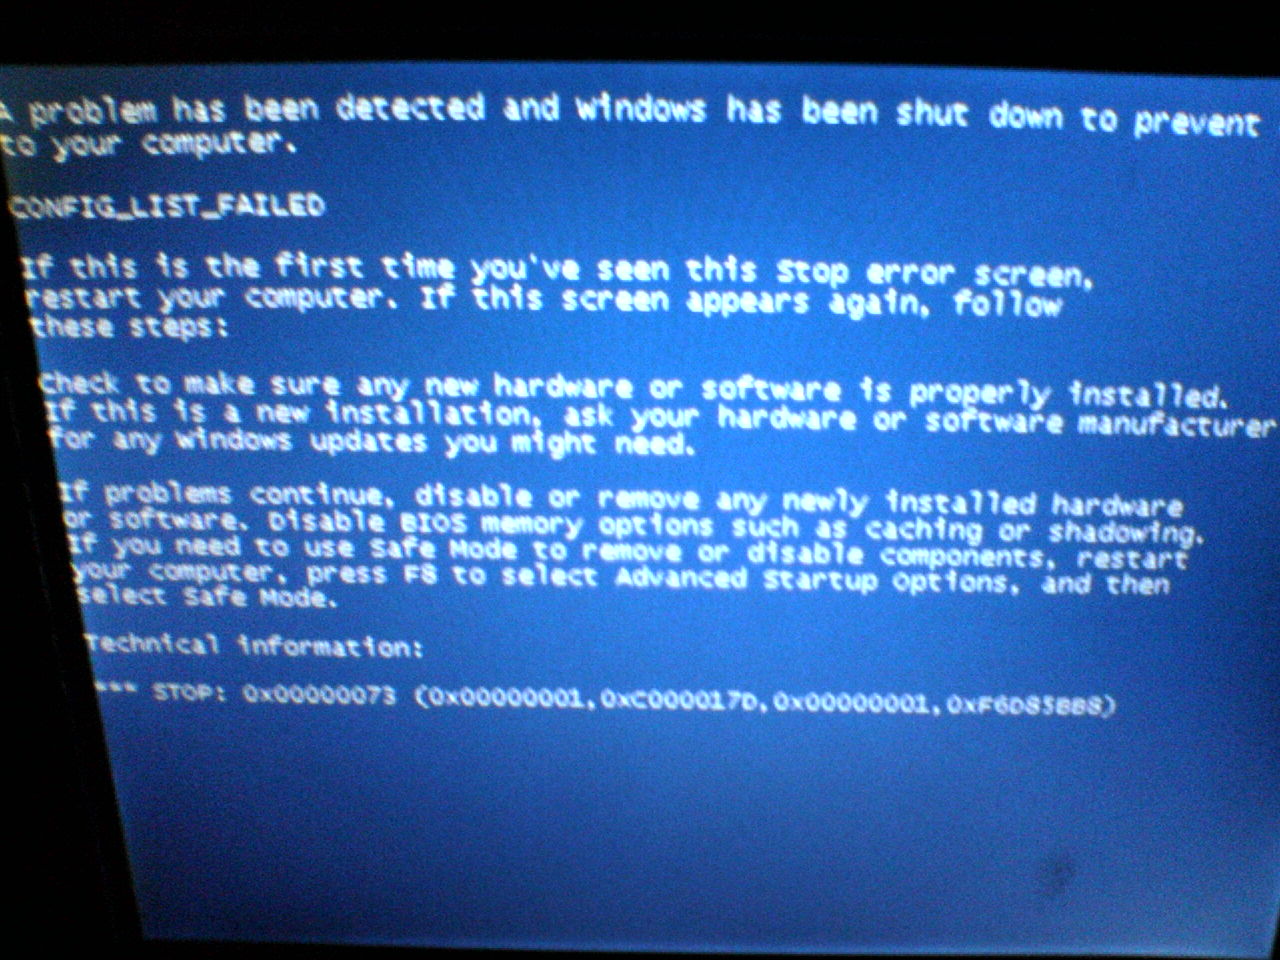 A problem has been detected and windows has been shut down to prevent
to your computer.
CONFIG_LIST_FAILED
If this is the first time you've seen this Stop error screen,
restart your computer. If this screen appears again, follow
these steps:
Check to make sure any new hardware or software is properly installed.
If this is a new installation, ask your hardware or software manufacturer
for any windows updates you might need.
If problems continue, disable or remove any newly installed hardware
or software. Disable BIOS memory options such as caching or shadowing.
If you need to use Safe Mode to remove or disable components, restart
your computer, press F8 to select Advanced Startup Options, and then
select Safe Mode.
Technical information:
*** STOP: 0x00000073 (0x00000001,0xC000017D,0x00000001,0xF6D85BB8)